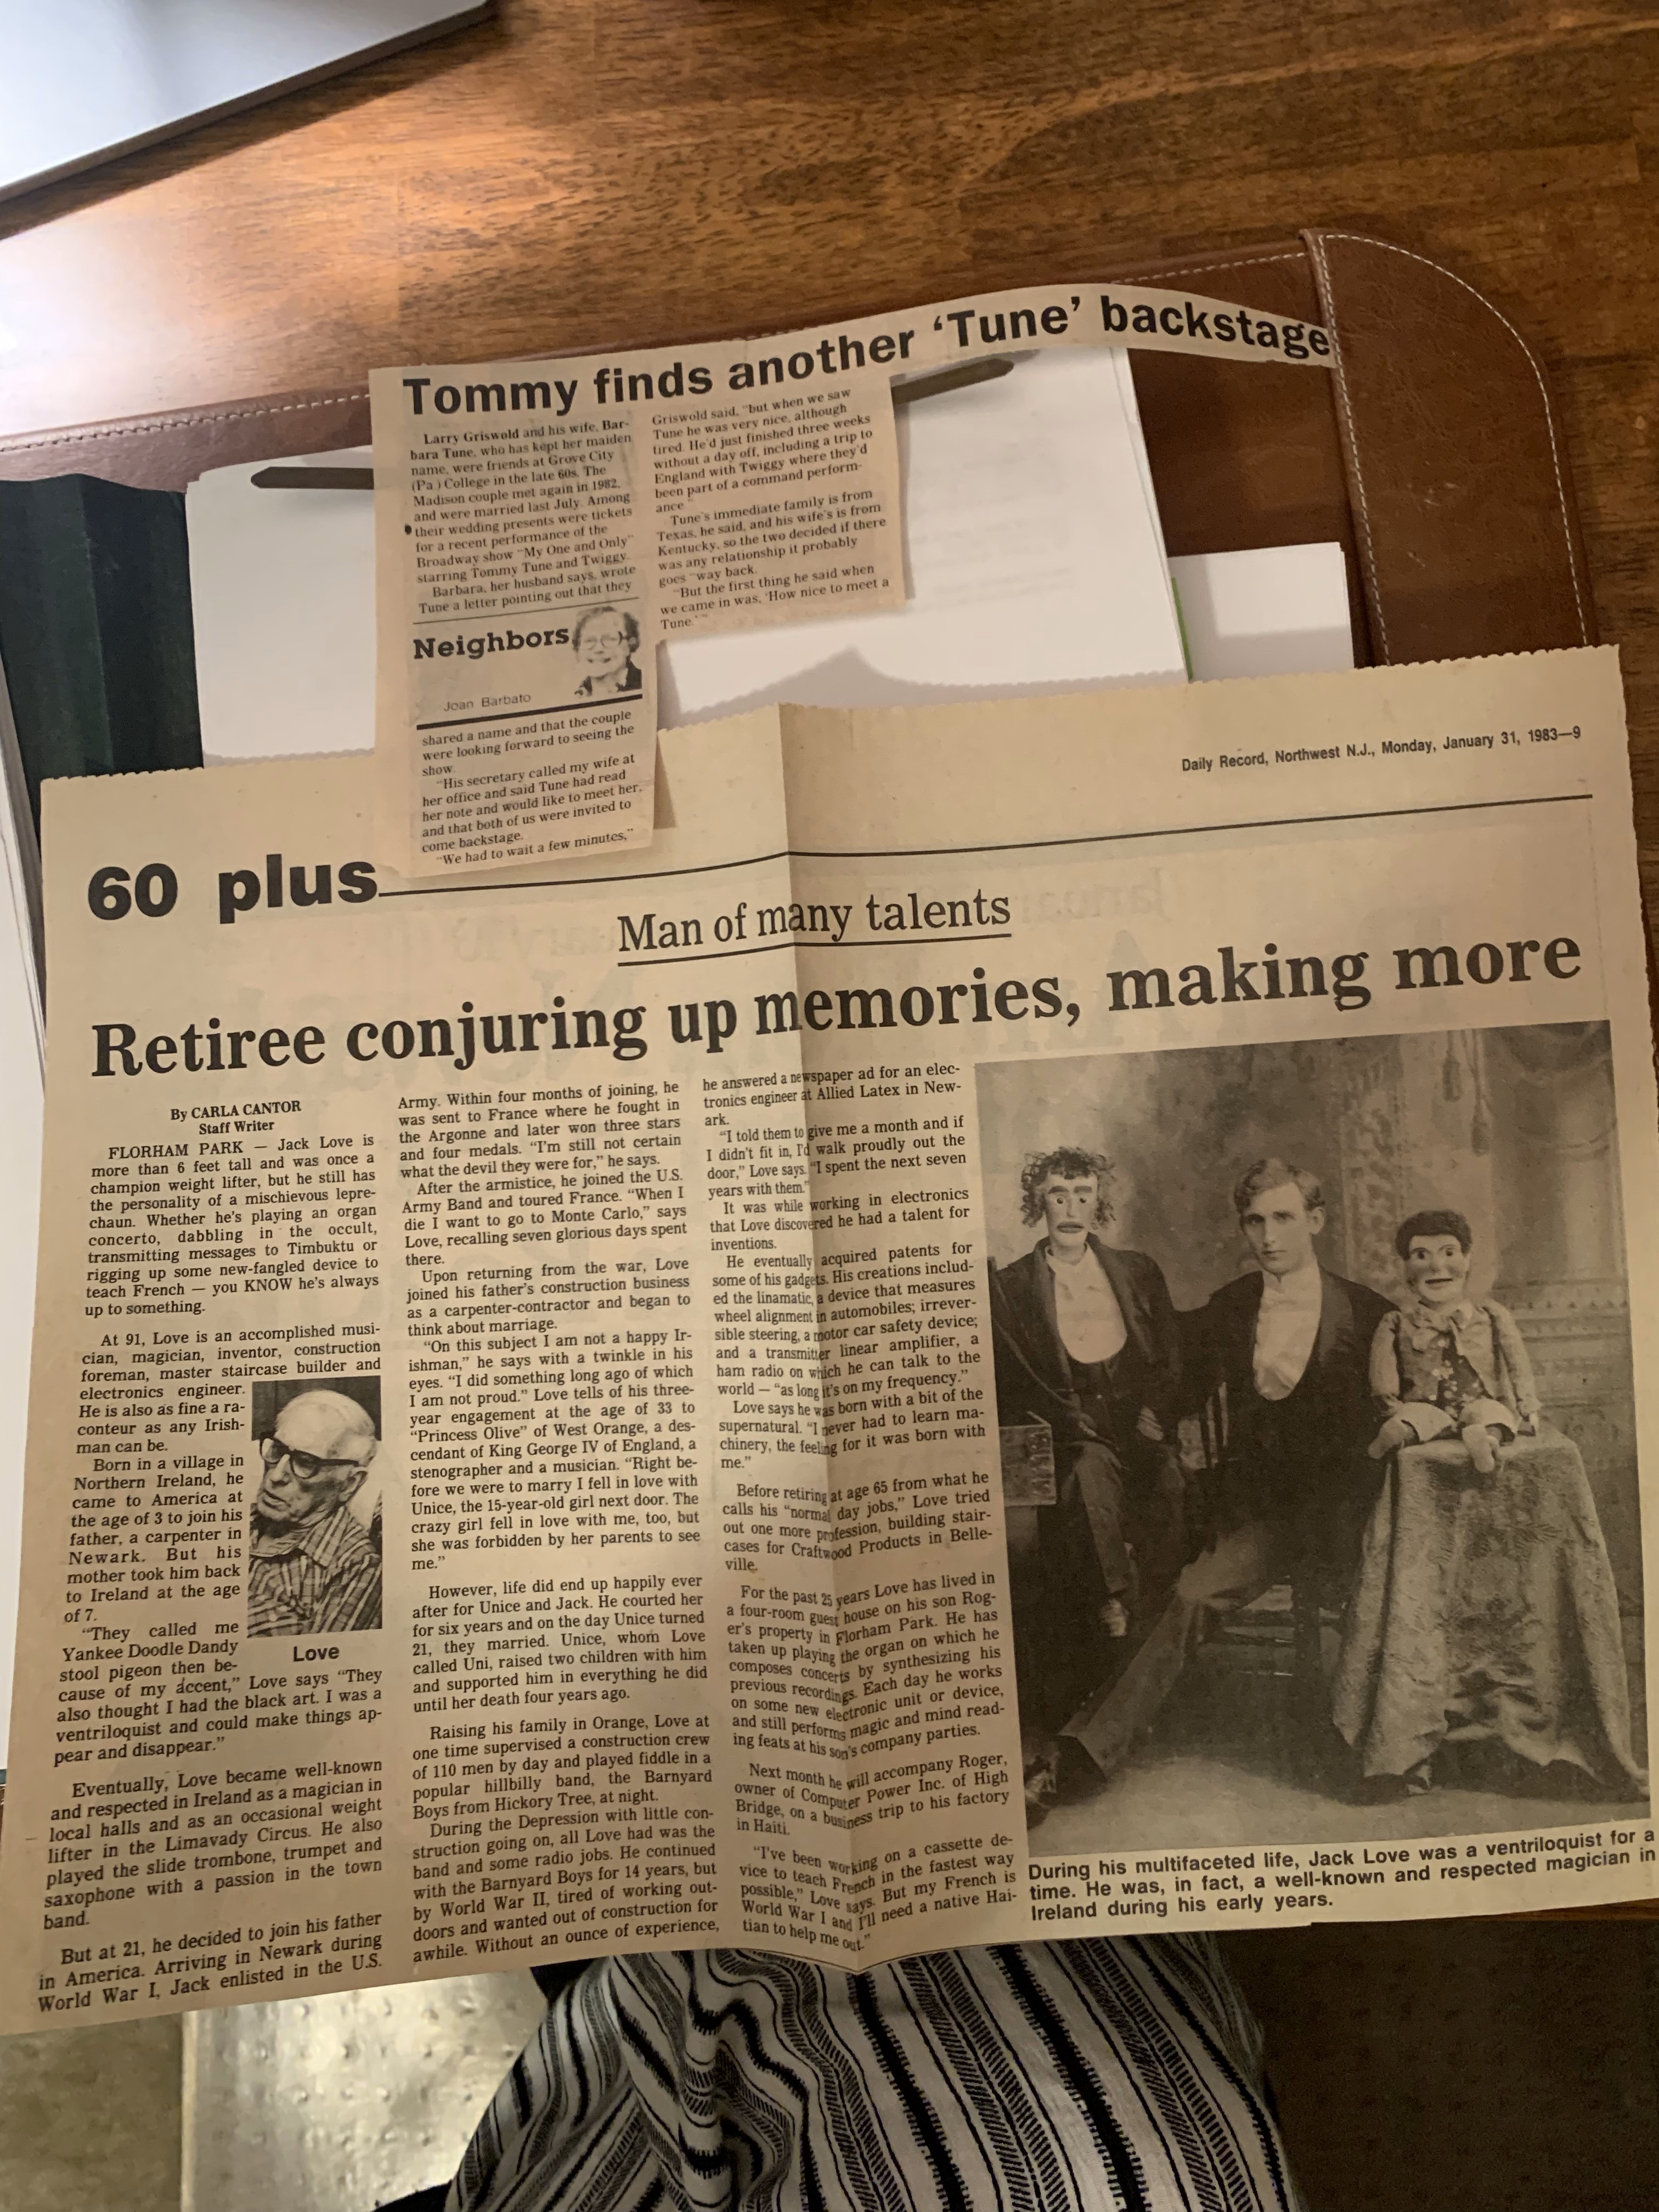 Tommy finds another ‘Tune’ backstage
Larry Griswold and his wife, Bar-
bara Tune, who has kept her maiden
name, were friends at Grove City
(Pa.) College in the late 60s. The
Madison couple met again in 1982,
and were married last July. Among
their wedding presents were tickets
for a recent performance of the
Broadway show “My One and Only”
starring Tommy Tune and Twiggy.
Barbara, her husband says, wrote
Tune a letter pointing out that they
Neighbors
Joan Barbato
shared a name and that the couple
were looking forward to seeing the
show.
“His secretary called my wife at
her office and said Tune had read
her note and would like to meet her,
and that both of us were invited to
come backstage.
“We had to wait a few minutes,”
Griswold said, “but when we saw
Tune he was very nice, although
tired. He’d just finished three weeks
without a day off, including a trip to
England with Twiggy where they’d
been part of a command perform-
ance.”
Tune’s immediate family is from
Texas, he said, and his wife’s is from
Kentucky, so the two decided if there
was any relationship it probably
goes “way back.
“But the first thing he said when
we came in was, ‘How nice to meet a
Tune.’”
Daily Record, Northwest N.J., Monday, January 31, 1983—9
60 plus
Man of many talents
Retiree conjuring up memories, making more
By CARLA CANTOR
Staff Writer
FLORHAM PARK — Jack Love is
more than 6 feet tall and was once a
champion weight lifter, but he still has
the personality of a mischievous lepre-
chaun. Whether he’s playing an organ
concerto, dabbling in the occult,
transmitting messages to Timbuktu or
rigging up some new-fangled device to
teach French — you KNOW he’s always
up to something.
At 91, Love is an accomplished musi-
cian, magician, inventor, construction
foreman, master staircase builder and
electronics engineer.
He is also as fine a ra-
conteur as any Irish-
man can be.
Born in a village in
Northern Ireland, he
came to America at
the age of 3 to join his
father, a carpenter in
Newark. But his
mother took him back
to Ireland at the age
of 7.
“They called me
Yankee Doodle Dandy
stool pigeon then be-
cause of my accent,” Love says “They
also thought I had the black art. I was a
ventriloquist and could make things ap-
pear and disappear.”
Love
Eventually, Love became well-known
and respected in Ireland as a magician in
local halls and as an occasional weight
lifter in the Limavady Circus. He also
played the slide trombone, trumpet and
saxophone with a passion in the town
band.
But at 21, he decided to join his father
in America. Arriving in Newark during
World War I, Jack enlisted in the U.S.
Army. Within four months of joining, he
was sent to France where he fought in
the Argonne and later won three stars
and four medals. “I’m still not certain
what the devil they were for,” he says.
After the armistice, he joined the U.S.
Army Band and toured France. “When I
die I want to go to Monte Carlo,” says
Love, recalling seven glorious days spent
there.
Upon returning from the war, Love
joined his father’s construction business
as a carpenter-contractor and began to
think about marriage.
“On this subject I am not a happy Ir-
ishman,” he says with a twinkle in his
eyes. “I did something long ago of which
I am not proud.” Love tells of his three-
year engagement at the age of 33 to
“Princess Olive” of West Orange, a des-
cendant of King George IV of England, a
stenographer and a musician. “Right be-
fore we were to marry I fell in love with
Unice, the 15-year-old girl next door. The
crazy girl fell in love with me, too, but
she was forbidden by her parents to see
me.”
However, life did end up happily ever
after for Unice and Jack. He courted her
for six years and on the day Unice turned
21, they married. Unice, whom Love
called Uni, raised two children with him
and supported him in everything he did
until her death four years ago.
Raising his family in Orange, Love at
one time supervised a construction crew
of 110 men by day and played fiddle in a
popular hillbilly band, the Barnyard
Boys from Hickory Tree, at night.
During the Depression with little con-
struction going on, all Love had was the
band and some radio jobs. He continued
with the Barnyard Boys for 14 years, but
by World War II, tired of working out-
doors and wanted out of construction for
awhile. Without an ounce of experience,
he answered a newspaper ad for an elec-
tronics engineer at Allied Latex in New-
ark.
“I told them to give me a month and if
I didn’t fit in, I’d walk proudly out the
door,” Love says. “I spent the next seven
years with them.”
It was while working in electronics
that Love discovered he had a talent for
inventions.
He eventually acquired patents for
some of his gadgets. His creations includ-
ed the linamatic, a device that measures
wheel alignment in automobiles; irrever-
sible steering, a motor car safety device;
and a transmitter linear amplifier, a
ham radio on which he can talk to the
world — “as long it’s on my frequency.”
Love says he was born with a bit of the
supernatural. “I never had to learn ma-
chinery, the feeling for it was born with
me.”
Before retiring at age 65 from what he
calls his “normal day jobs,” Love tried
out one more profession, building stair-
cases for Craftwood Products in Belle-
ville.
For the past 25 years Love has lived in
a four-room guest house on his son Rog-
er’s property in Florham Park. He has
taken up playing the organ on which he
composes concerts by synthesizing his
previous recordings. Each day he works
on some new electronic unit or device,
and still performs magic and mind read-
ing feats at his son’s company parties.
Next month he will accompany Roger,
owner of Computer Power Inc. of High
Bridge, on a business trip to his factory
in Haiti.
“I’ve been working on a cassette de-
vice to teach French in the fastest way
possible,” Love says. But my French is
World War I and I’ll need a native Hai-
tian to help me out.”
During his multifaceted life, Jack Love was a ventriloquist for a
time. He was, in fact, a well-known and respected magician in
Ireland during his early years.